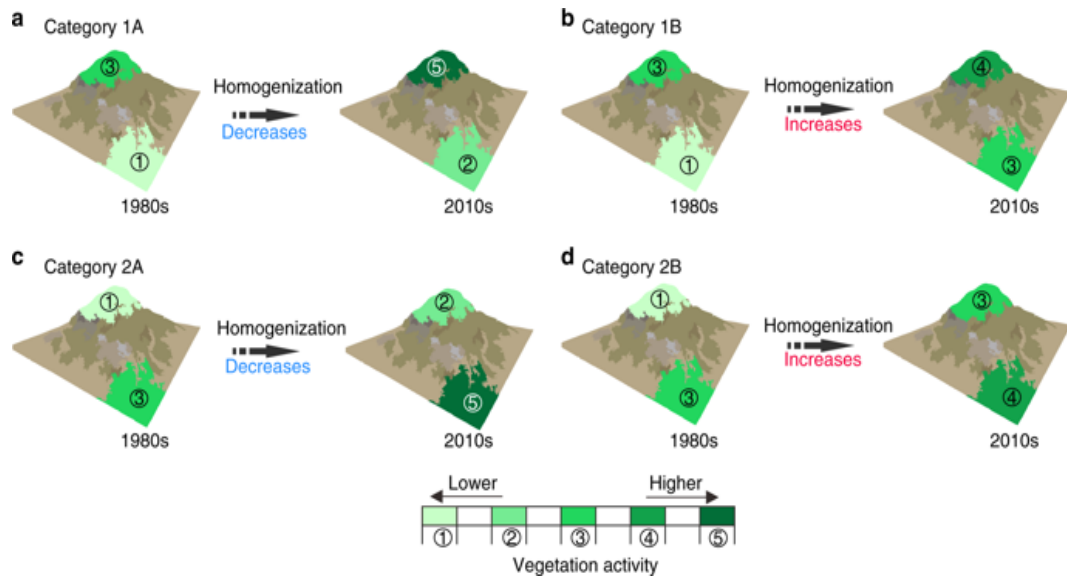 a Category 1A
③
Homogenization
Decreases
⑤
①
②
1980s
2010s
b Category 1B
③
Homogenization
Increases
④
①
③
1980s
2010s
c Category 2A
①
Homogenization
Decreases
②
③
⑤
1980s
2010s
d Category 2B
①
Homogenization
Increases
③
③
④
1980s
2010s
Lower Higher
① ② ③ ④ ⑤
Vegetation activity